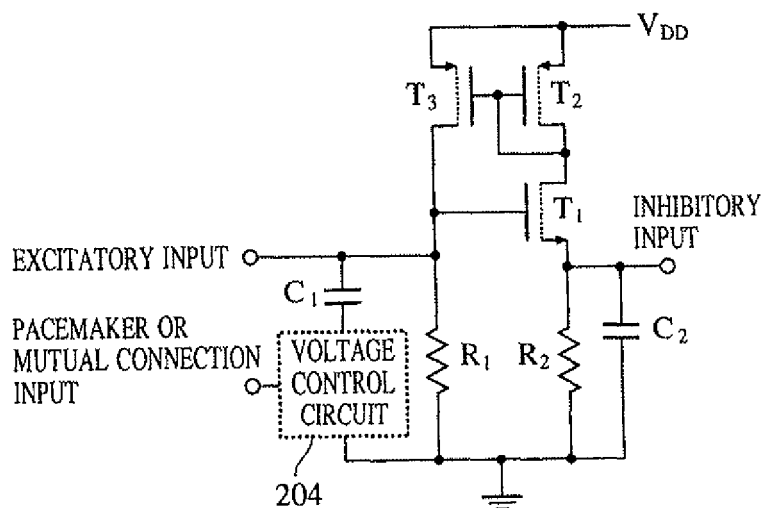 V_DD
T_3
T_2
T_1
INHIBITORY
INPUT
EXCITATORY INPUT
C_1
PACEMAKER OR
MUTUAL CONNECTION
INPUT
VOLTAGE
CONTROL
CIRCUIT
R_1
R_2
C_2
204